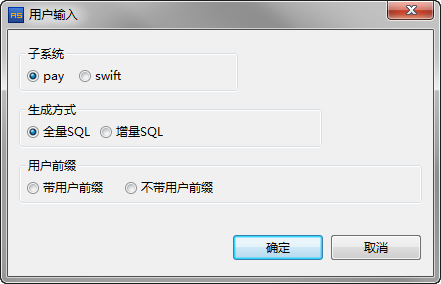 AS 用户输入
子系统
pay swift
生成方式
全量SQL 增量SQL
用户前缀
带用户前缀 不带用户前缀
确定 取消